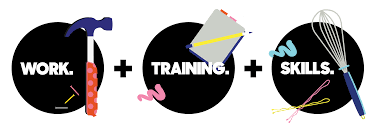 WORK. + TRAINING. + SKILLS.